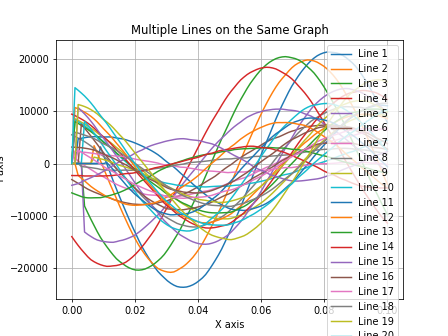 Multiple Lines on the Same Graph
20000
10000
0
−10000
−20000
0.00
0.02
0.04
0.06
X axis
Line 1
Line 2
Line 3
Line 4
Line 5
Line 6
Line 7
Line 8
Line 9
Line 10
Line 11
Line 12
Line 13
Line 14
Line 15
Line 16
Line 17
Line 18
Line 19